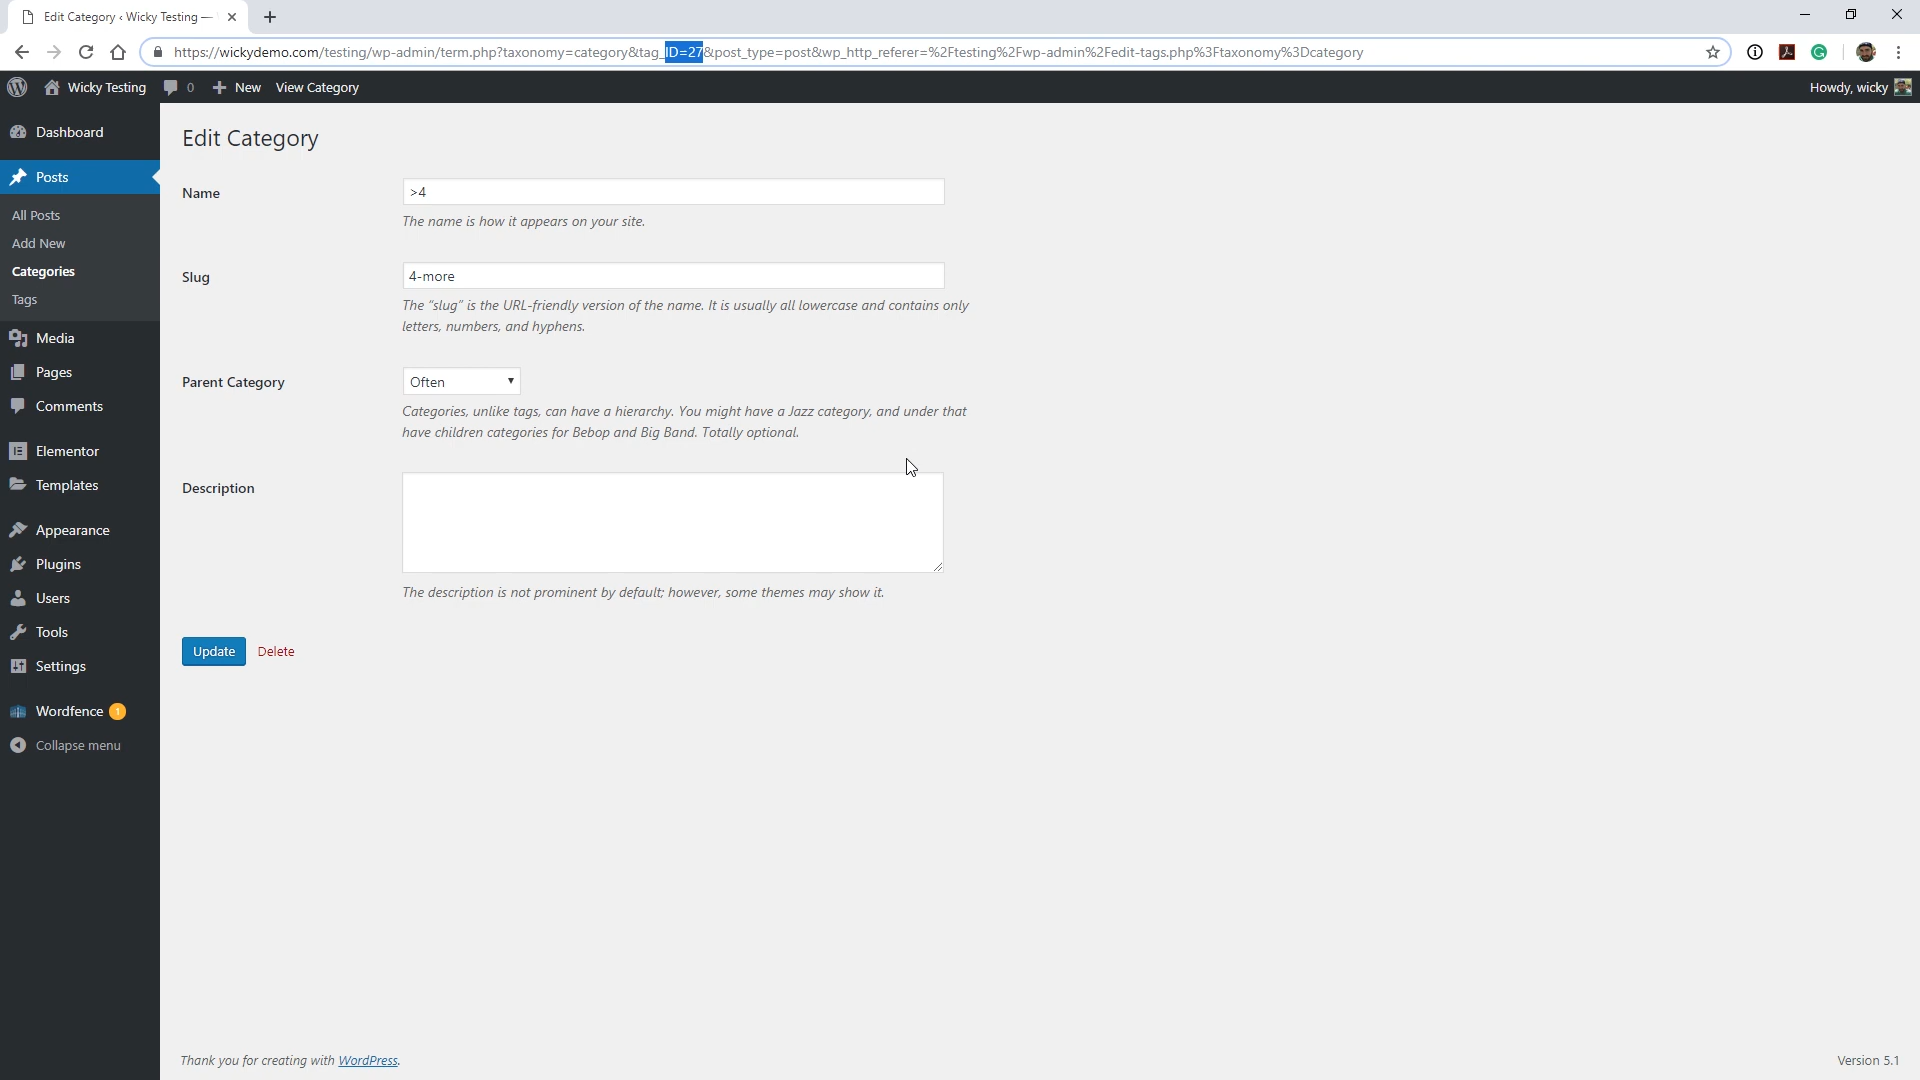 Edit Category ‹ Wicky Testing —
https://wickydemo.com/testing/wp-admin/term.php?taxonomy=category&tag_ID=27&post_type=post&wp_http_referer=%2Ftesting%2Fwp-admin%2Fedit-tags.php%3Ftaxonomy%3Dcategory
Wicky Testing 0 New View Category Howdy, wicky
Dashboard
Posts
All Posts
Add New
Categories
Tags
Media
Pages
Comments
Elementor
Templates
Appearance
Plugins
Users
Tools
Settings
Wordfence 1
Collapse menu
Edit Category
Name
>4
The name is how it appears on your site.
Slug
4-more
The “slug” is the URL-friendly version of the name. It is usually all lowercase and contains only
letters, numbers, and hyphens.
Parent Category
Often
Categories, unlike tags, can have a hierarchy. You might have a Jazz category, and under that
have children categories for Bebop and Big Band. Totally optional.
Description
The description is not prominent by default; however, some themes may show it.
Update Delete
Thank you for creating with WordPress.
Version 5.1